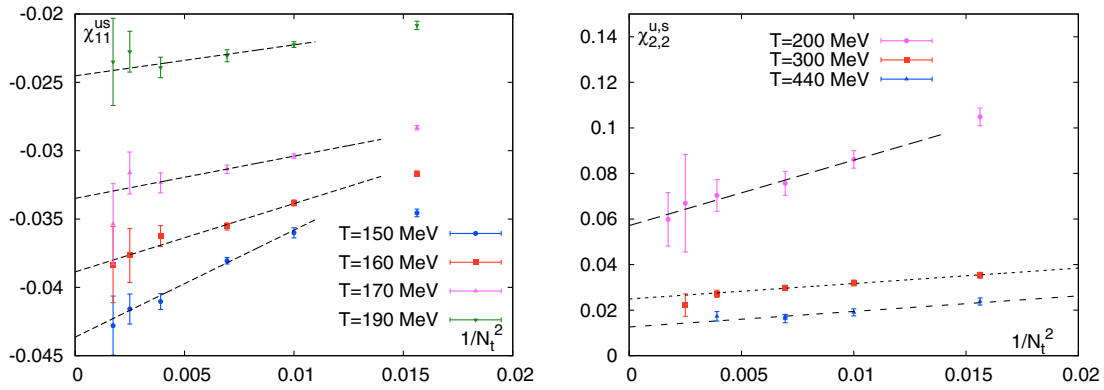 -0.02
χ₁₁ᵘˢ
-0.025
-0.03
-0.035
-0.04
-0.045
T=150 MeV
T=160 MeV
T=170 MeV
T=190 MeV
1/Nₜ²
0
0.005
0.01
0.015
0.02
0.14
χ₂,₂ᵘ,ˢ
0.12
0.1
0.08
0.06
0.04
0.02
0
T=200 MeV
T=300 MeV
T=440 MeV
1/Nₜ²
0
0.005
0.01
0.015
0.02